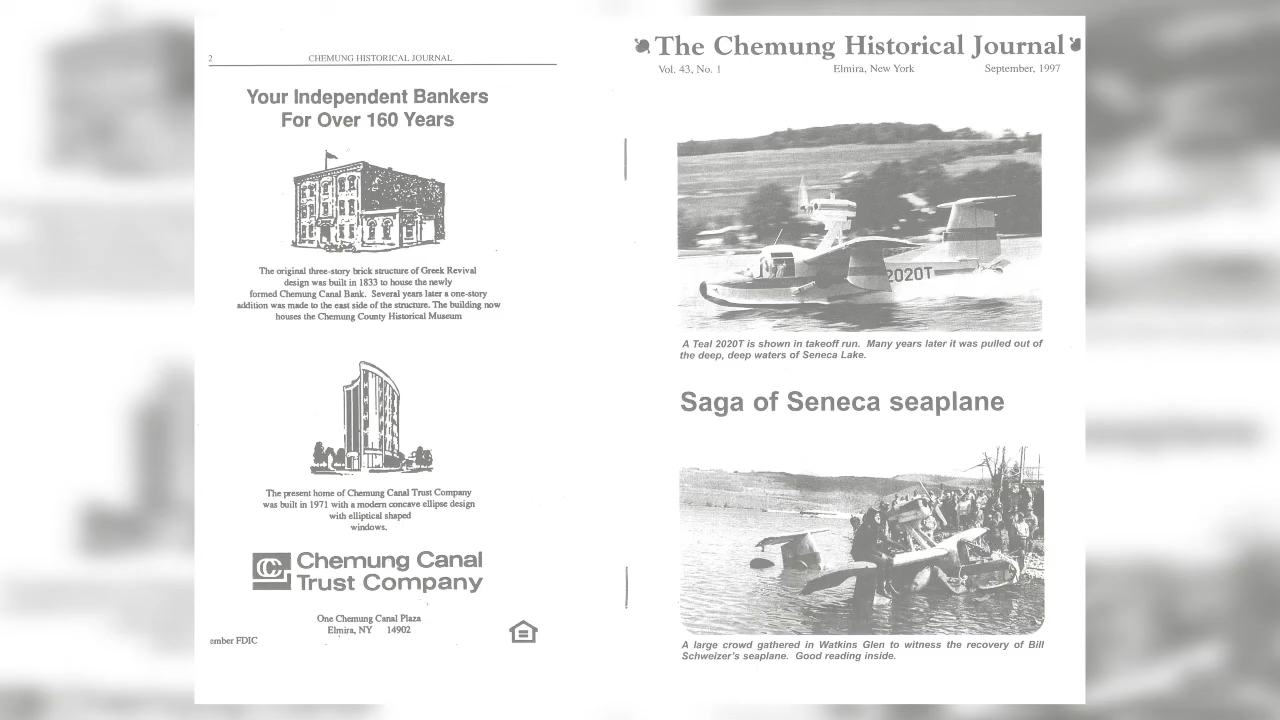 2
CHEMUNG HISTORICAL JOURNAL
Your Independent Bankers
For Over 160 Years
The original three-story brick structure of Greek Revival
design was built in 1833 to house the newly
formed Chemung Canal Bank. Several years later a one-story
addition was made to the east side of the structure. The building now
houses the Chemung County Historical Museum
The present home of Chemung Canal Trust Company
was built in 1971 with a modern concave ellipse design
with elliptical shaped
windows.
CC
Chemung Canal
Trust Company
One Chemung Canal Plaza
Elmira, NY 14902
ember FDIC
The Chemung Historical Journal
Vol. 43, No. 1 Elmira, New York September, 1997
2020T
A Teal 2020T is shown in takeoff run. Many years later it was pulled out of
the deep, deep waters of Seneca Lake.
Saga of Seneca seaplane
A large crowd gathered in Watkins Glen to witness the recovery of Bill
Schweizer's seaplane. Good reading inside.